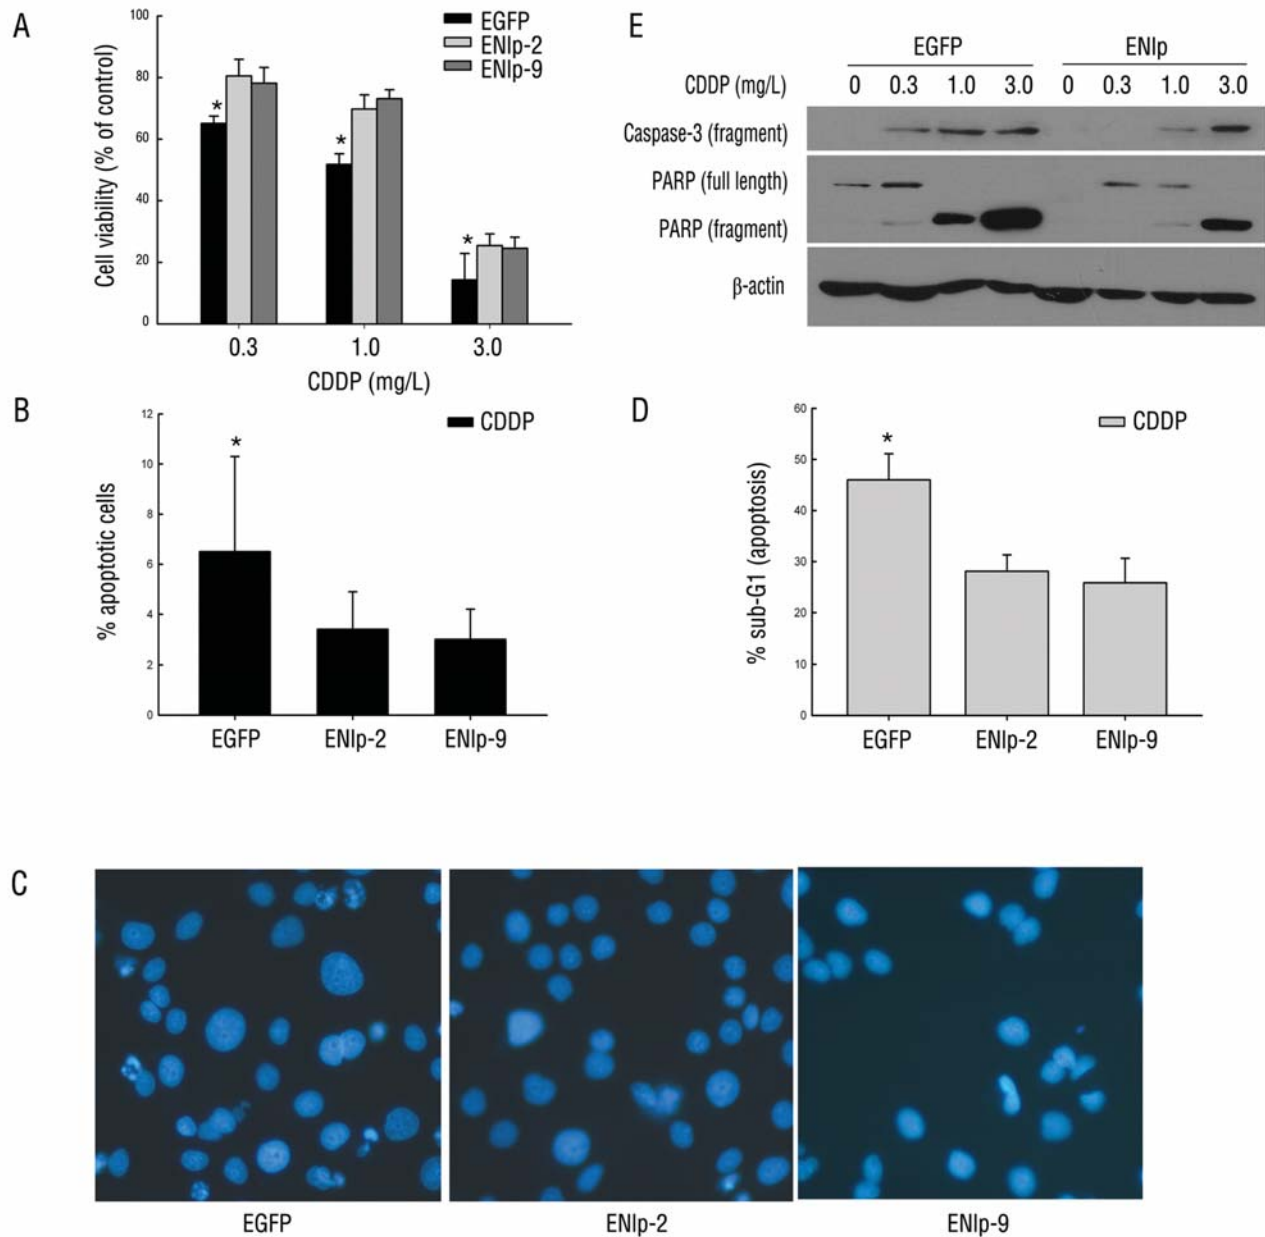 A
Cell viability (% of control)
100
80
60
40
20
0
EGFP
ENIp-2
ENIp-9
*
*
*
0.3 1.0 3.0
CDDP (mg/L)
E
EGFP ENIp
CDDP (mg/L) 0 0.3 1.0 3.0 0 0.3 1.0 3.0
Caspase-3 (fragment)
PARP (full length)
PARP (fragment)
β-actin
B
% apoptotic cells
12
10
8
6
4
2
0
CDDP
*
EGFP ENIp-2 ENIp-9
D
% sub-G1 (apoptosis)
60
50
40
30
20
10
0
CDDP
*
EGFP ENIp-2 ENIp-9
C
EGFP ENIp-2 ENIp-9